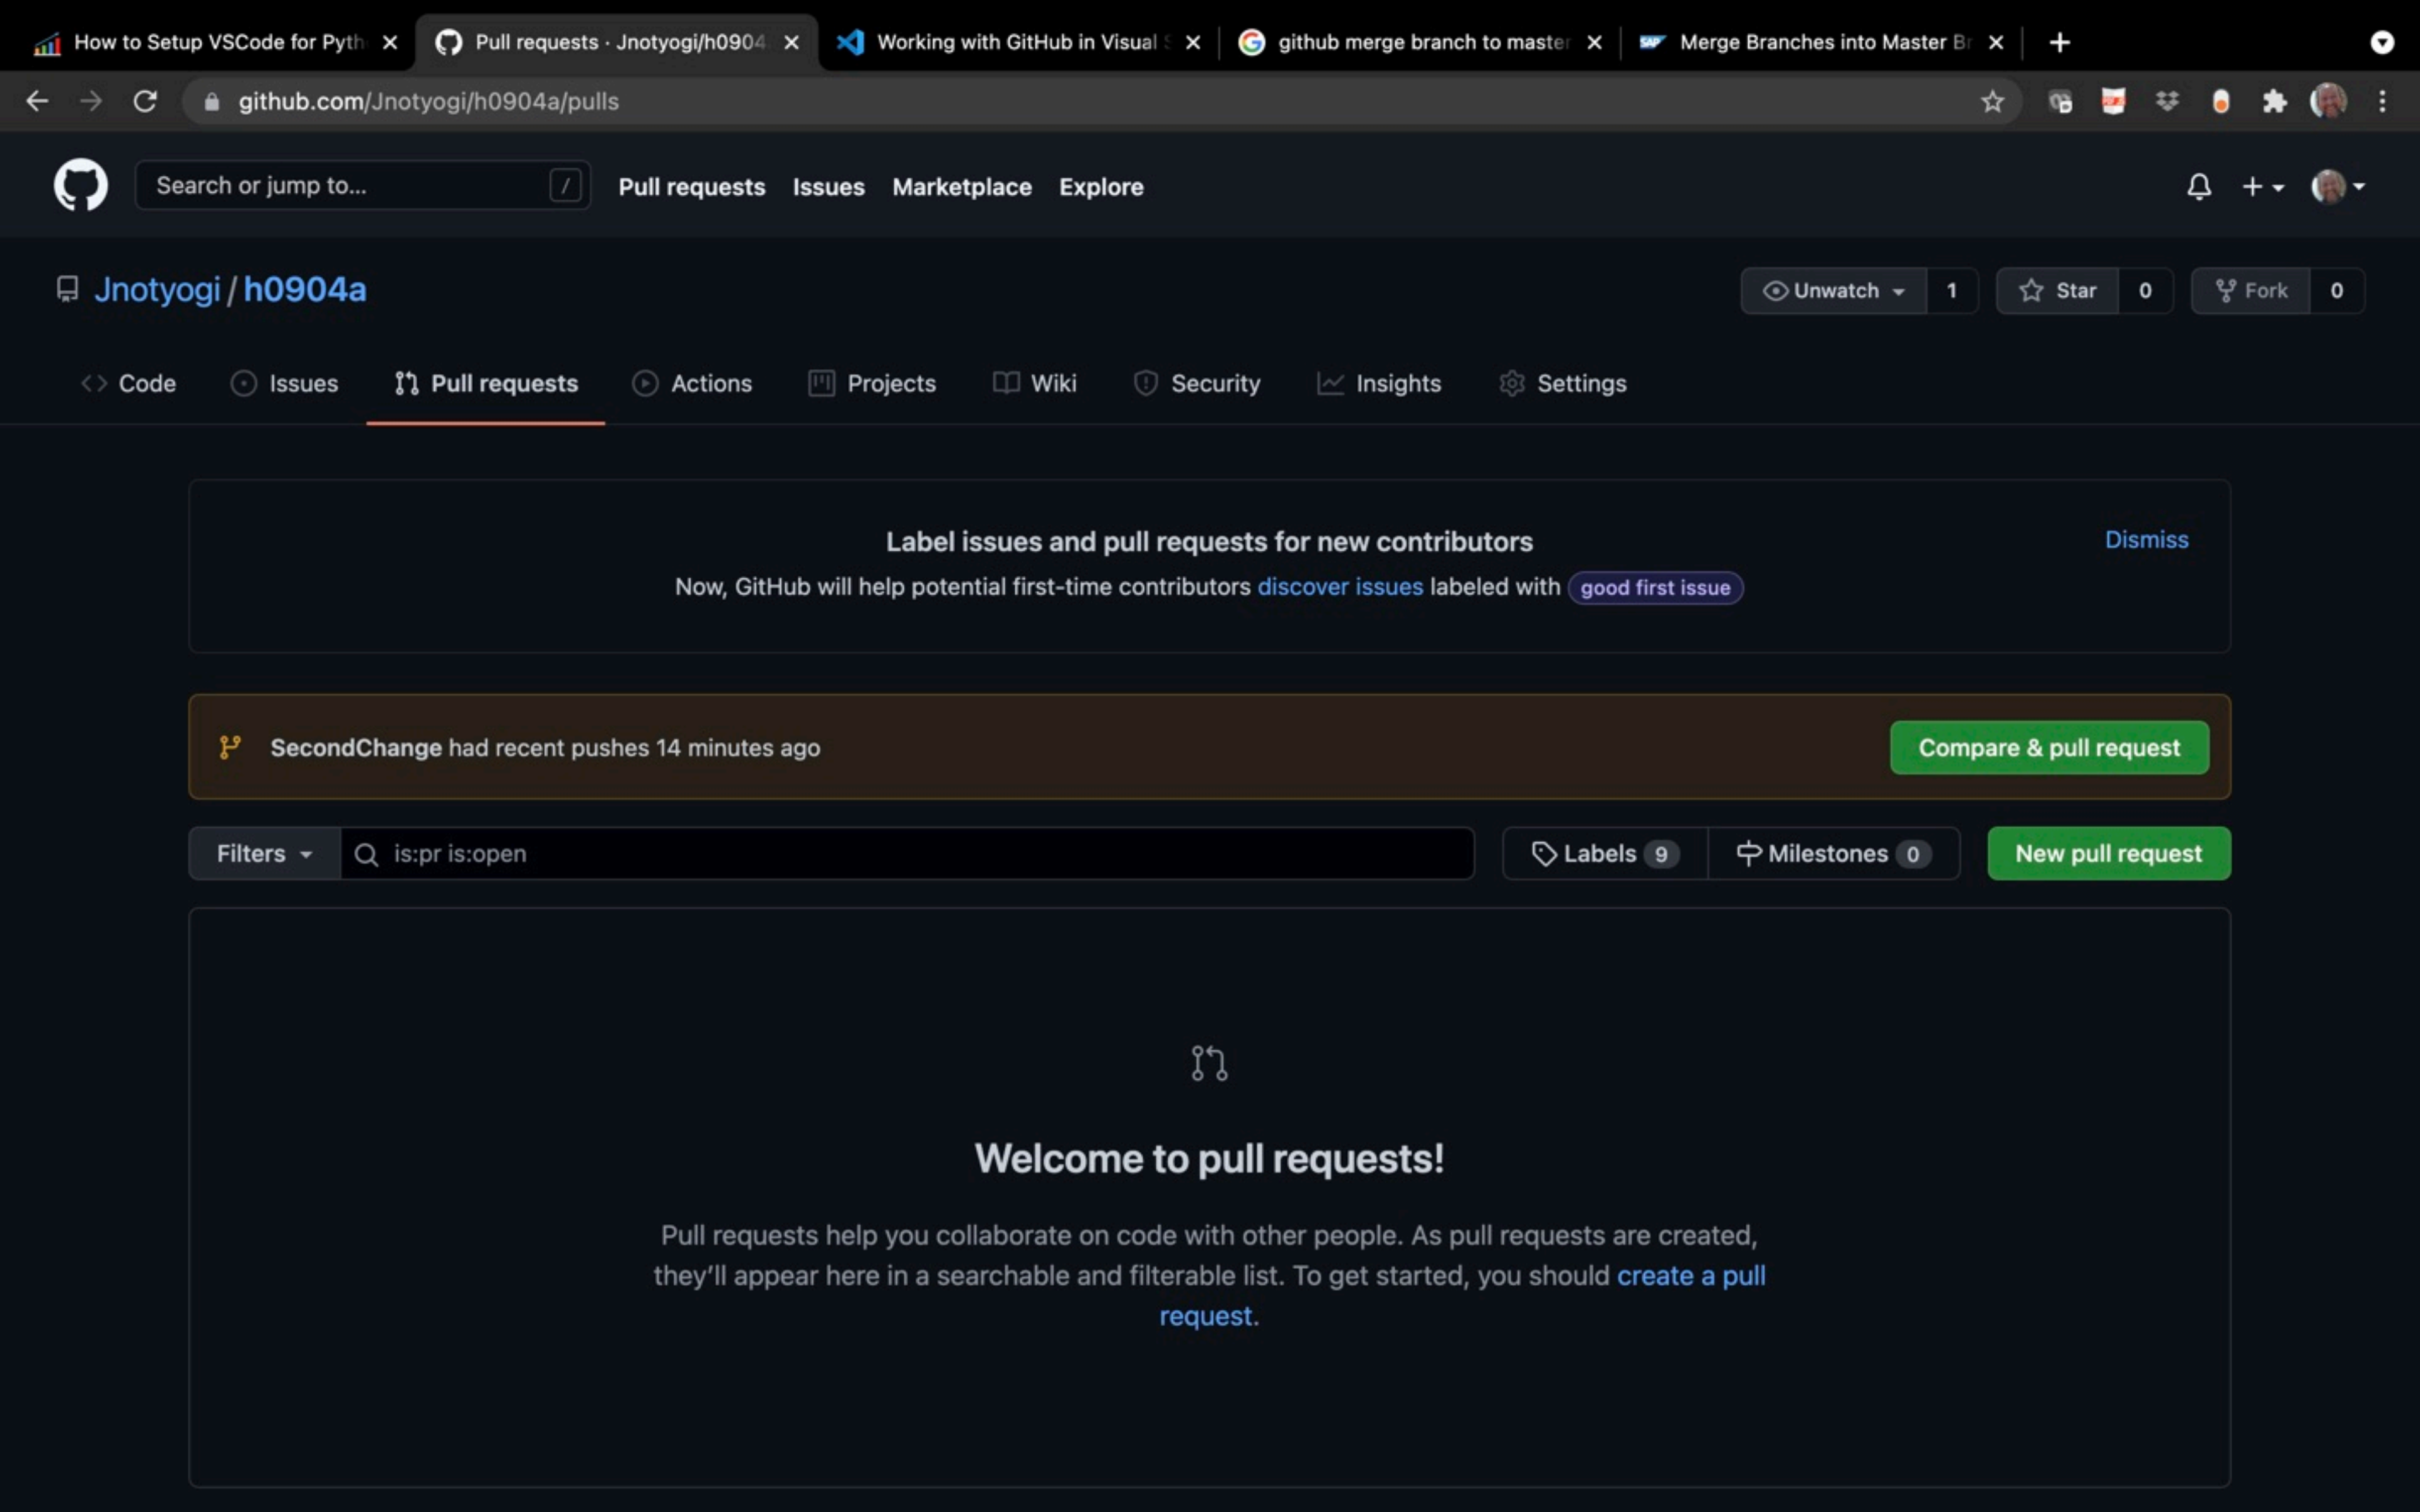 How to Setup VSCode for Pyth
Pull requests · Jnotyogi/h0904
Working with GitHub in Visual S
github merge branch to master
Merge Branches into Master Br
github.com/Jnotyogi/h0904a/pulls
Search or jump to... /
Pull requests Issues Marketplace Explore
Jnotyogi / h0904a
Unwatch 1 Star 0 Fork 0
Code Issues Pull requests Actions Projects Wiki Security Insights Settings
Label issues and pull requests for new contributors
Dismiss
Now, GitHub will help potential first-time contributors discover issues labeled with good first issue
SecondChange had recent pushes 14 minutes ago
Compare & pull request
Filters is:pr is:open Labels 9 Milestones 0 New pull request
Welcome to pull requests!
Pull requests help you collaborate on code with other people. As pull requests are created,
they’ll appear here in a searchable and filterable list. To get started, you should create a pull
request.